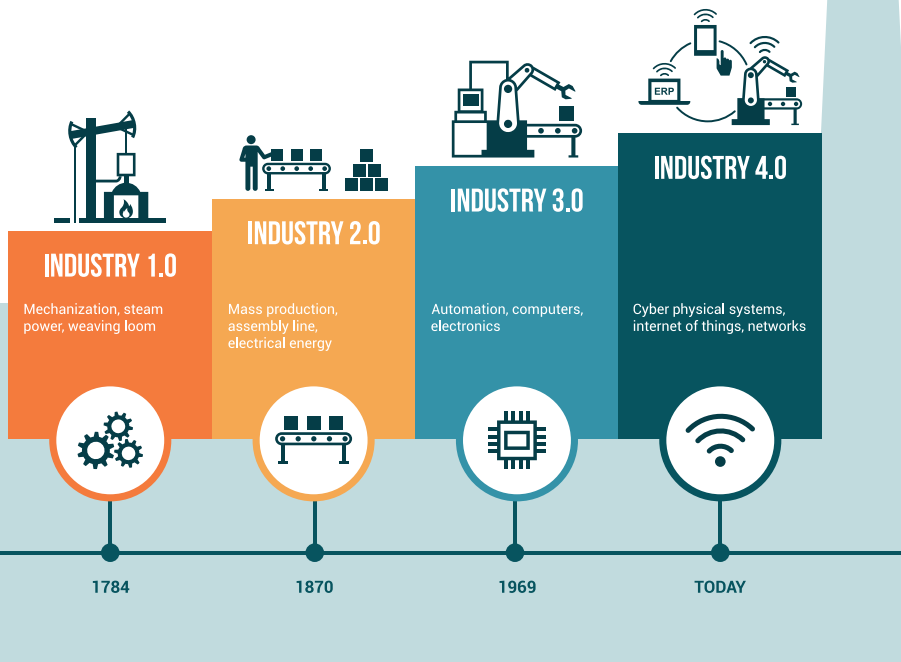 ERP
INDUSTRY 1.0
Mechanization, steam
power, weaving loom
INDUSTRY 2.0
Mass production,
assembly line,
electrical energy
INDUSTRY 3.0
Automation, computers,
electronics
INDUSTRY 4.0
Cyber physical systems,
internet of things, networks
1784
1870
1969
TODAY